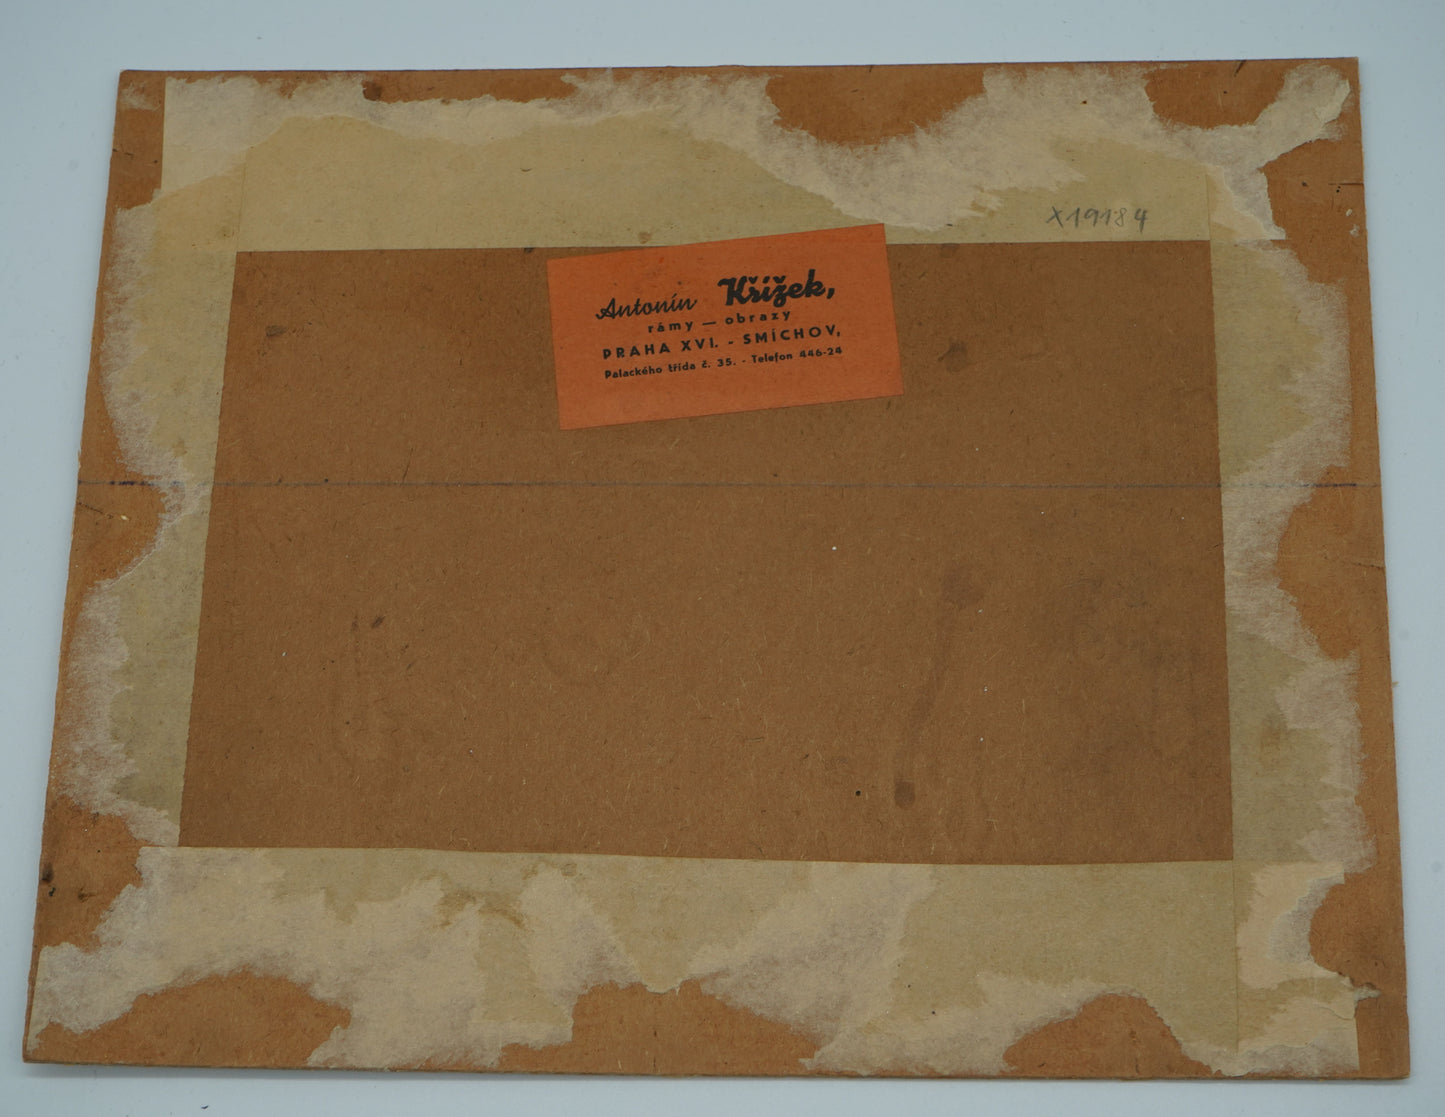 X19184
Antonín Křížek,
rámy — obrazy
PRAHA XVI. - SMÍCHOV,
Palackého třída č. 35. - Telefon 446-24